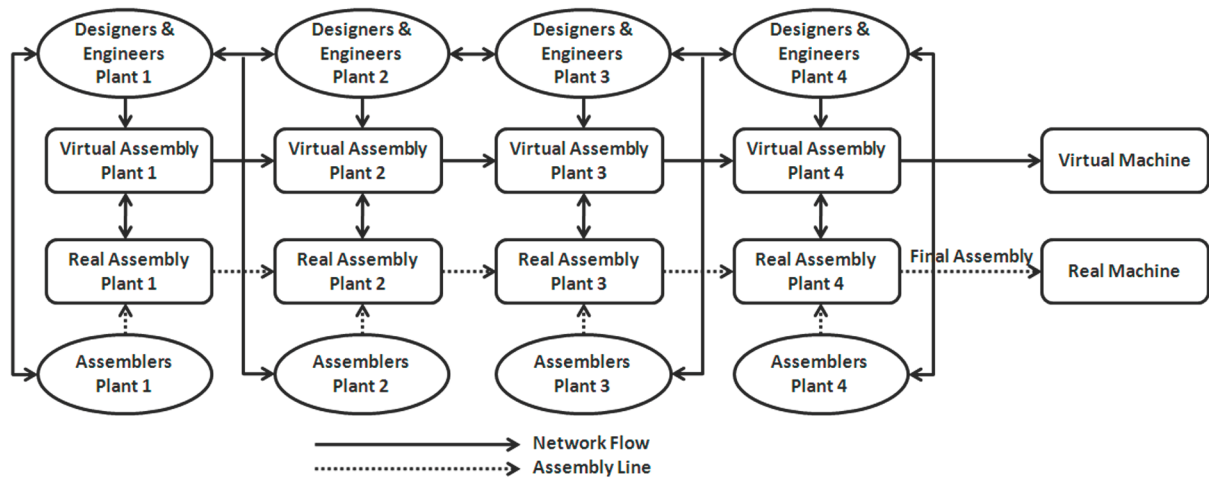 Designers &
Engineers
Plant 1
Designers &
Engineers
Plant 2
Designers &
Engineers
Plant 3
Designers &
Engineers
Plant 4
Virtual Assembly
Plant 1
Virtual Assembly
Plant 2
Virtual Assembly
Plant 3
Virtual Assembly
Plant 4
Virtual Machine
Real Assembly
Plant 1
Real Assembly
Plant 2
Real Assembly
Plant 3
Real Assembly
Plant 4
Final Assembly
Real Machine
Assemblers
Plant 1
Assemblers
Plant 2
Assemblers
Plant 3
Assemblers
Plant 4
Network Flow
Assembly Line